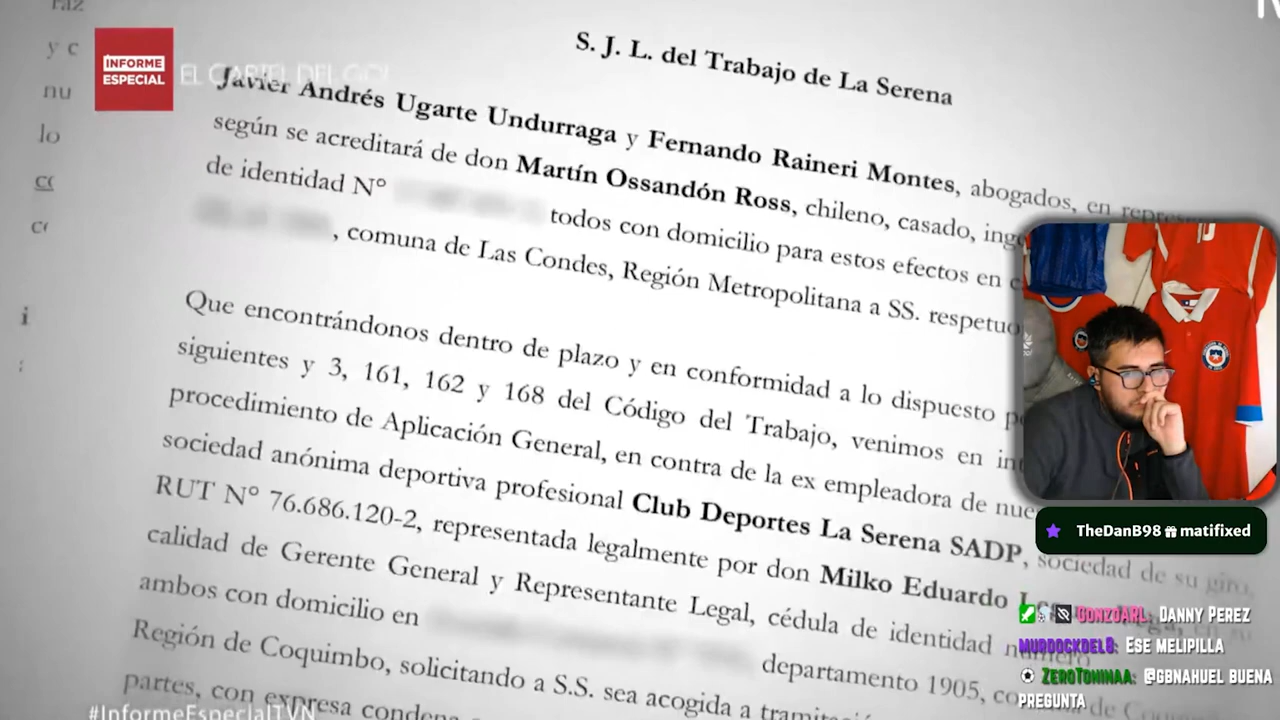 INFORME
ESPECIAL
EL CARTEL DEL GOL
S. J. L. del Trabajo de La Serena
Javier Andrés Ugarte Undurraga y Fernando Raineri Montes, abogados, en
según se acreditará de don Martín Ossandón Ross, chileno, casado,
de identidad N° todos con domicilio para estos efectos en
, comuna de Las Condes, Región Metropolitana a SS.
Que encontrándonos dentro de plazo y en conformidad a lo dispuesto
siguientes y 3, 161, 162 y 168 del Código del Trabajo, venimos en
procedimiento de Aplicación General, en contra de la ex empleadora de
sociedad anónima deportiva profesional Club Deportes La Serena SADP, sociedad de su giro,
RUT N° 76.686.120-2, representada legalmente por don Milko Eduardo
calidad de Gerente General y Representante Legal, cédula de identidad
ambos con domicilio en departamento 1905,
Región de Coquimbo, solicitando a S.S. sea acogida a
partes, con expresa
#InformeEspecialTVN
TheDanB98 matifixed
GonzoARL: DANNY PEREZ
MURDOCKDEL8: ESE MELIPILLA
ZEROTONINAA: @GBNAHUEL BUENA
PREGUNTA